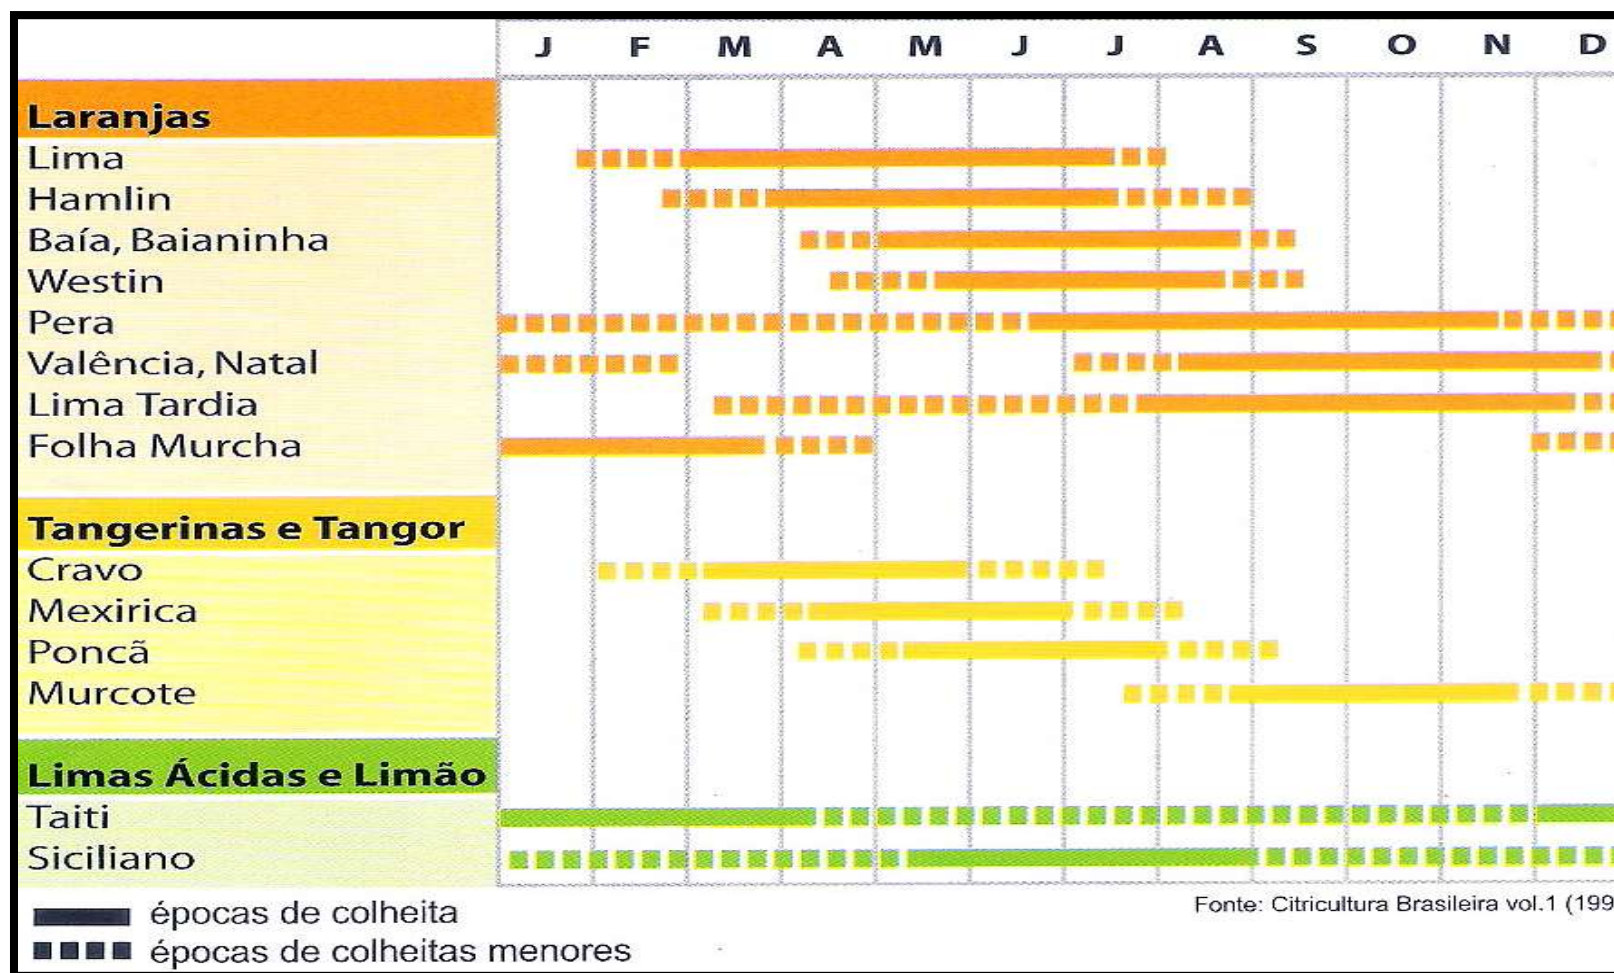 J F M A M J J A S O N D
Laranjas
Lima
Hamlin
Baía, Baianinha
Westin
Pera
Valência, Natal
Lima Tardia
Folha Murcha
Tangerinas e Tangor
Cravo
Mexirica
Poncã
Murcote
Limas Ácidas e Limão
Taiti
Siciliano
épocas de colheita
épocas de colheitas menores
Fonte: Citricultura Brasileira vol.1 (199